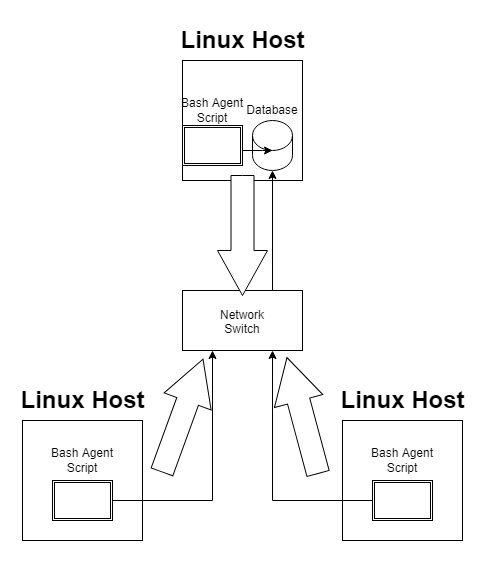 Linux Host
Bash Agent
Script
Database
Network
Switch
Linux Host
Linux Host
Bash Agent
Script
Bash Agent
Script